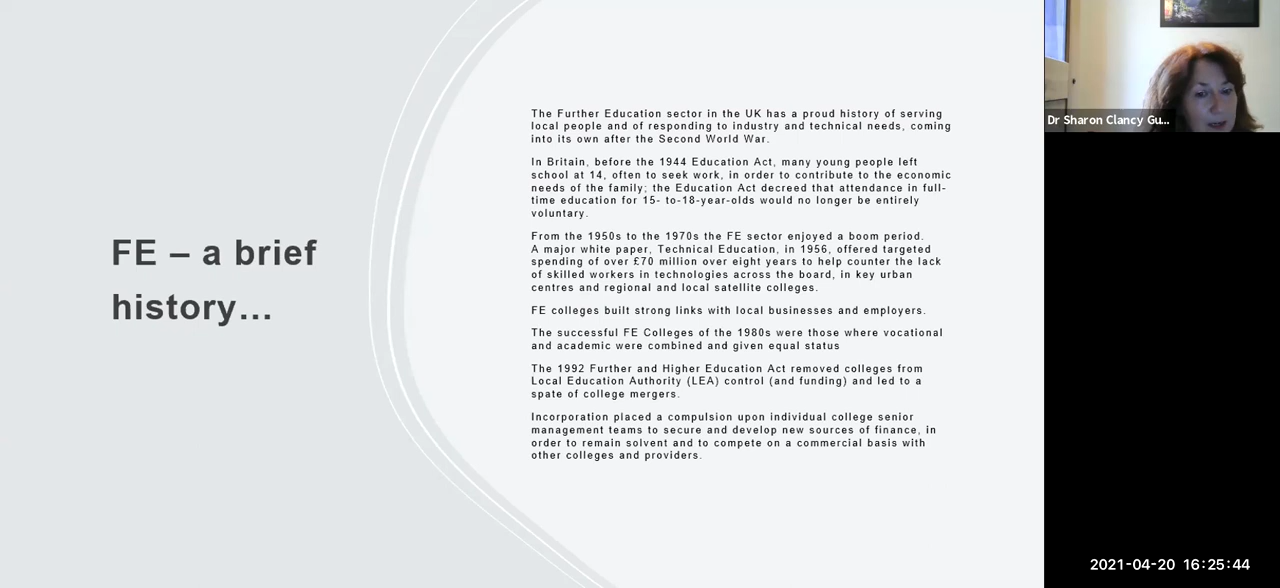 FE – a brief
history...
The Further Education sector in the UK has a proud history of serving
local people and of responding to industry and technical needs, coming
into its own after the Second World War.
In Britain, before the 1944 Education Act, many young people left
school at 14, often to seek work, in order to contribute to the economic
needs of the family; the Education Act decreed that attendance in full-
time education for 15- to-18-year-olds would no longer be entirely
voluntary.
From the 1950s to the 1970s the FE sector enjoyed a boom period.
A major white paper, Technical Education, in 1956, offered targeted
spending of over £70 million over eight years to help counter the lack
of skilled workers in technologies across the board, in key urban
centres and regional and local satellite colleges.
FE colleges built strong links with local businesses and employers.
The successful FE Colleges of the 1980s were those where vocational
and academic were combined and given equal status
The 1992 Further and Higher Education Act removed colleges from
Local Education Authority (LEA) control (and funding) and led to a
spate of college mergers.
Incorporation placed a compulsion upon individual college senior
management teams to secure and develop new sources of finance, in
order to remain solvent and to compete on a commercial basis with
other colleges and providers.
Dr Sharon Clancy Gu...
2021-04-20 16:25:44